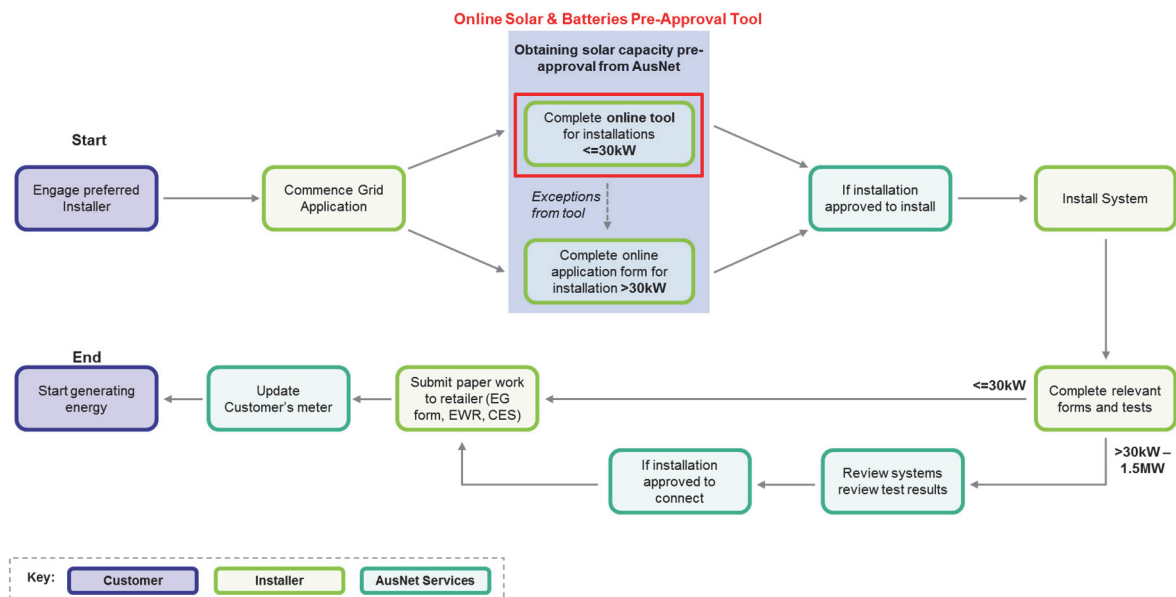 Online Solar & Batteries Pre-Approval Tool
Obtaining solar capacity pre-
approval from AusNet
Complete online tool
for installations
<=30kW
Start
Engage preferred
Installer
Commence Grid
Application
Exceptions
from tool
Complete online
application form for
installation >30kW
If installation
approved to install
Install System
End
Start generating
energy
Update
Customer's meter
Submit paper work
to retailer (EG
form, EWR, CES)
<=30kW
Complete relevant
forms and tests
>30kW –
1.5MW
If installation
approved to
connect
Review systems
review test results
Key:
Customer
Installer
AusNet Services